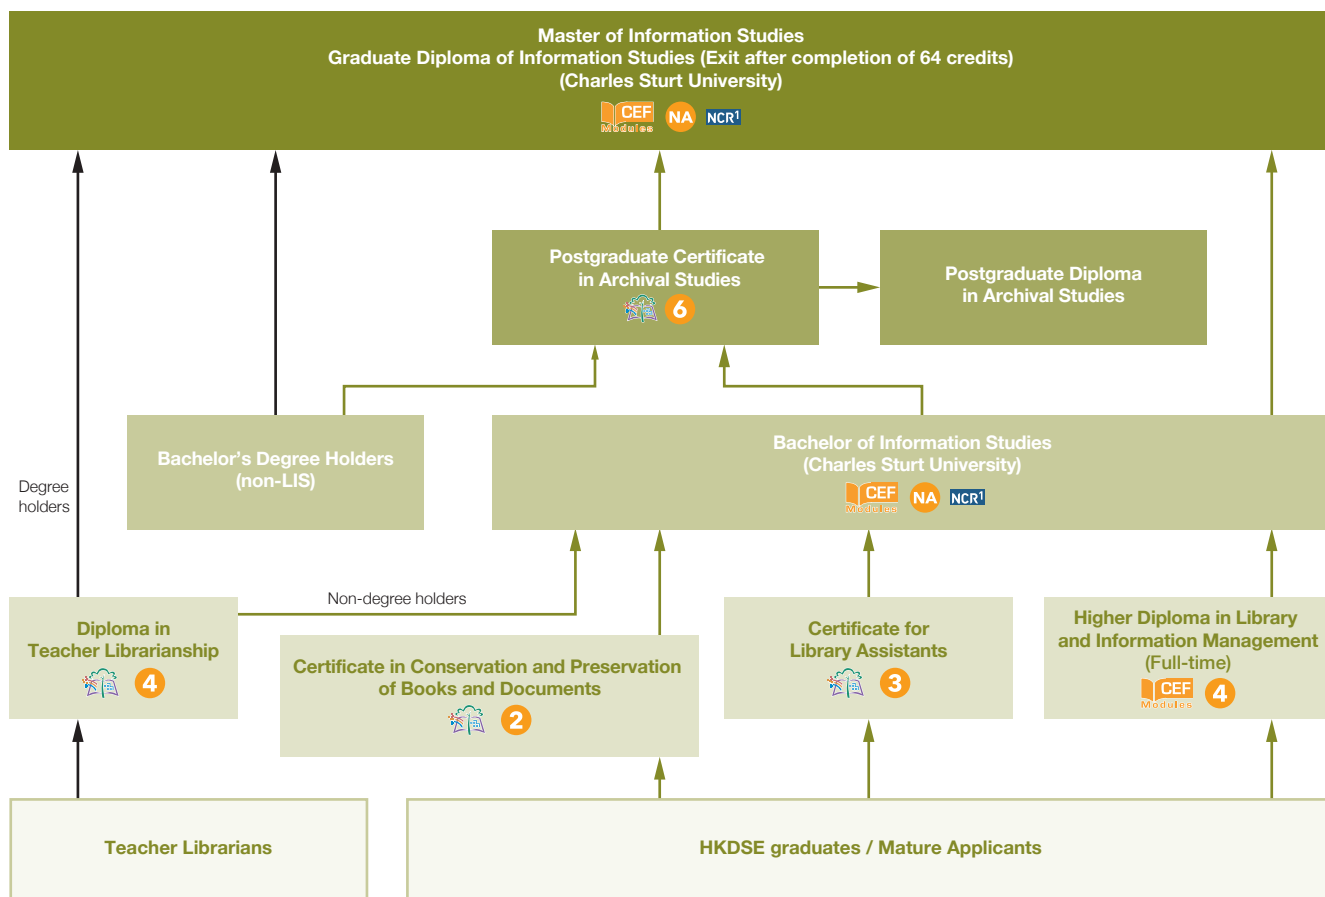 Master of Information Studies
Graduate Diploma of Information Studies (Exit after completion of 64 credits)
(Charles Sturt University)
CEF
Modules
NA
NCR¹
Postgraduate Certificate
in Archival Studies
6
Postgraduate Diploma
in Archival Studies
Bachelor's Degree Holders
(non-LIS)
Bachelor of Information Studies
(Charles Sturt University)
CEF
Modules
NA
NCR¹
Degree
holders
Non-degree holders
Diploma in
Teacher Librarianship
4
Certificate in Conservation and Preservation
of Books and Documents
2
Certificate for
Library Assistants
3
Higher Diploma in Library
and Information Management
(Full-time)
CEF
Modules
4
Teacher Librarians
HKDSE graduates / Mature Applicants